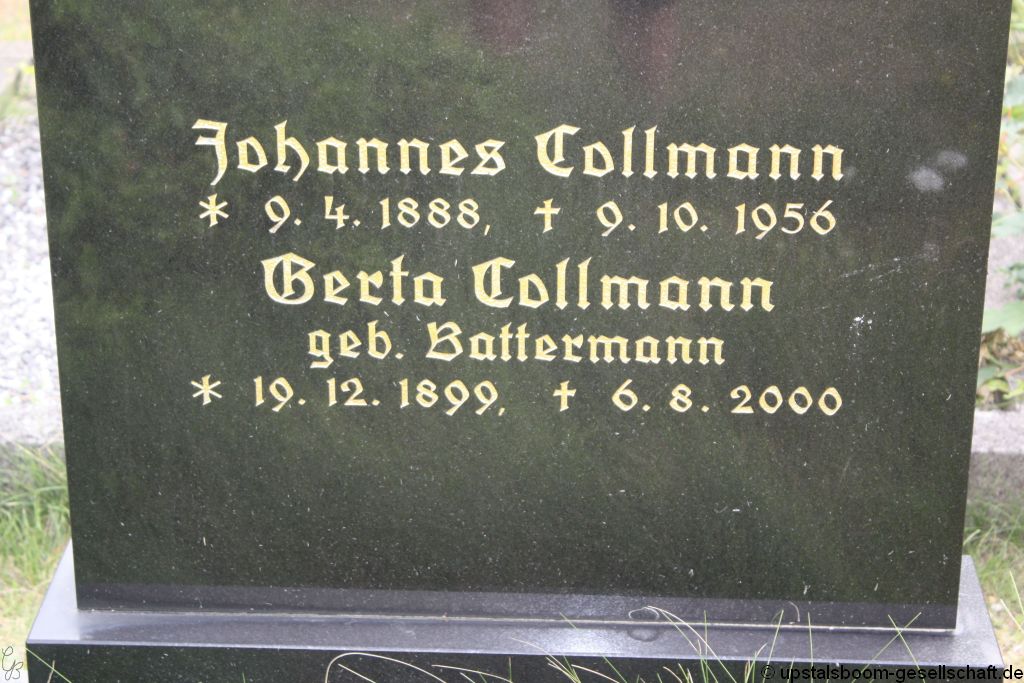 Johannes Collmann
* 9. 4. 1888, † 9. 10. 1956
Gerta Collmann
geb. Battermann
* 19. 12. 1899, † 6. 8. 2000
© upstalsboom-gesellschaft.de